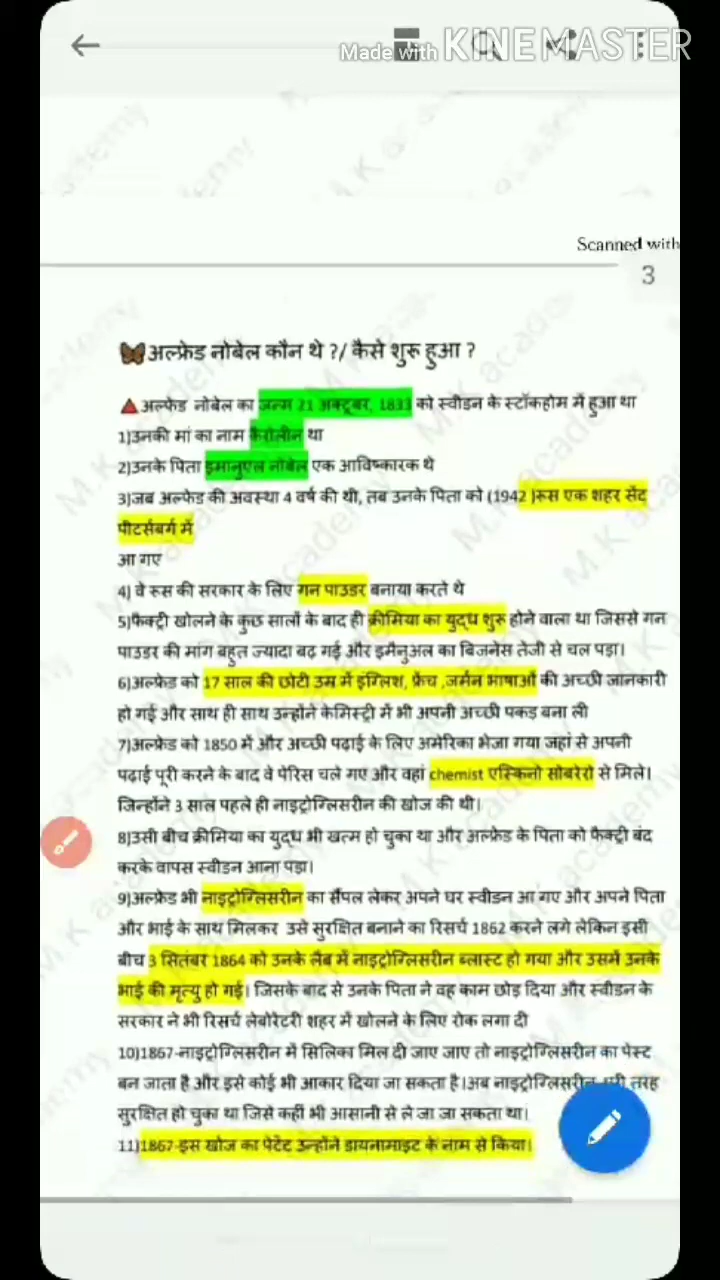 Made with KINEMASTER
Scanned with
3
अल्फ्रेड नोबेल कौन थे ?/ कैसे शुरू हुआ ?
अल्फेड नोबेल का जन्म 21 अक्टूबर, 1833 को स्वीडन के स्टॉकहोम में हुआ था
1)उनकी मां का नाम कैरोलीन था
2)उनके पिता इमानुएल नोबेल एक आविष्कारक थे
3)जब अल्फेड की अवस्था 4 वर्ष की थी, तब उनके पिता को (1942 )रूस एक शहर सेंट
पीटर्सबर्ग में
आ गए
4) वे रूस की सरकार के लिए गन पाउडर बनाया करते थे
5)फैक्ट्री खोलने के कुछ सालों के बाद ही क्रीमिया का युद्ध शुरू होने वाला था जिससे गन
पाउडर की मांग बहुत ज्यादा बढ़ गई और इमैनुअल का बिजनेस तेजी से चल पड़ा।
6)अल्फ्रेड को 17 साल की छोटी उम्र में इंग्लिश, फ्रेंच ,जर्मन भाषाओं की अच्छी जानकारी
हो गई और साथ ही साथ उन्होंने केमिस्ट्री में भी अपनी अच्छी पकड़ बना ली
7)अल्फ्रेड को 1850 में और अच्छी पढ़ाई के लिए अमेरिका भेजा गया जहां से अपनी
पढ़ाई पूरी करने के बाद वे पेरिस चले गए और वहां chemist एस्किनो सोबरेरो से मिले।
जिन्होंने 3 साल पहले ही नाइट्रोग्लिसरीन की खोज की थी।
8)उसी बीच क्रीमिया का युद्ध भी खत्म हो चुका था और अल्फ्रेड के पिता को फैक्ट्री बंद
करके वापस स्वीडन आना पड़ा।
9)अल्फ्रेड भी नाइट्रोग्लिसरीन का सैंपल लेकर अपने घर स्वीडन आ गए और अपने पिता
और भाई के साथ मिलकर उसे सुरक्षित बनाने का रिसर्च 1862 करने लगे लेकिन इसी
बीच 3 सितंबर 1864 को उनके लैब में नाइट्रोग्लिसरीन ब्लास्ट हो गया और उसमें उनके
भाई की मृत्यु हो गई। जिसके बाद से उनके पिता ने वह काम छोड़ दिया और स्वीडन के
सरकार ने भी रिसर्च लेबोरेटरी शहर में खोलने के लिए रोक लगा दी
10)1867-नाइट्रोग्लिसरीन में सिलिका मिल दी जाए जाए तो नाइट्रोग्लिसरीन का पेस्ट
बन जाता है और इसे कोई भी आकार दिया जा सकता है।अब नाइट्रोग्लिसरीन तरह
सुरक्षित हो चुका था जिसे कहीं भी आसानी से ले जा जा सकता था।
11)1867-इस खोज का पेटेंट उन्होंने डायनामाइट के नाम से किया।